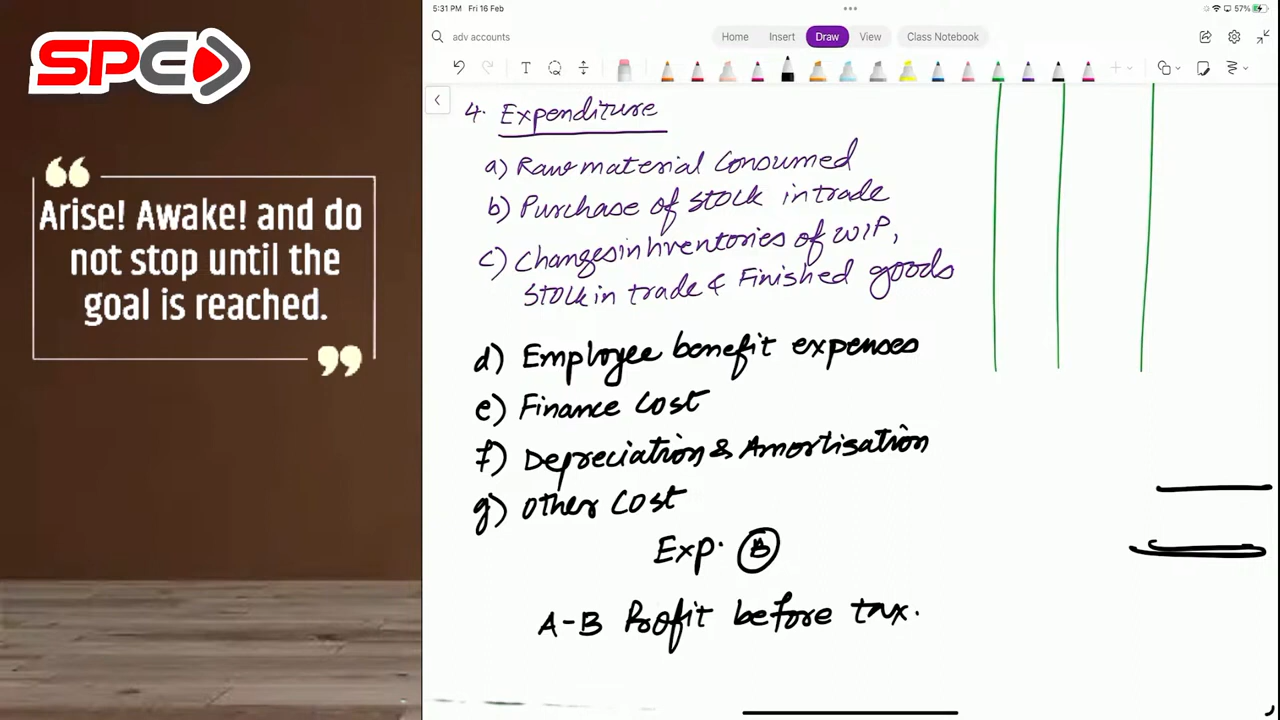 5:31 PM Fri 16 Feb
57%
SPE
adv accounts
Home Insert Draw View Class Notebook
T
“
Arise! Awake! and do
not stop until the
goal is reached.
”
4. Expenditure
a) Raw material Consumed
b) Purchase of stock in trade
c) Changes in Inventories of WIP,
Stock in trade & Finished goods
d) Employee benefit expenses
e) Finance Cost
f) Depreciation & Amortisation
g) Other Cost
Exp. B
A-B Profit before tax.